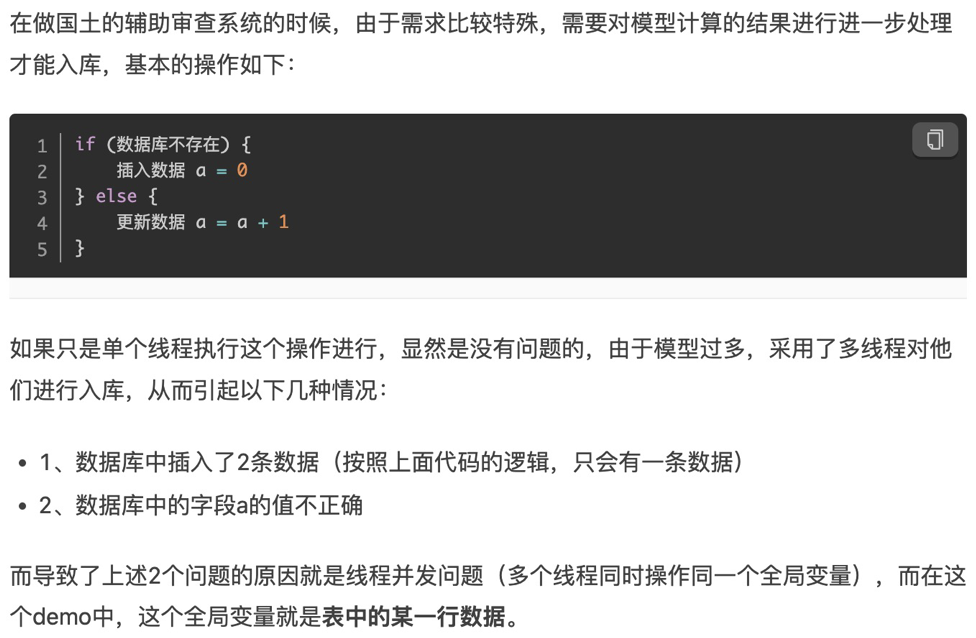 在做国土的辅助审查系统的时候，由于需求比较特殊，需要对模型计算的结果进行进一步处理
才能入库，基本的操作如下：
1 if (数据库不存在) {
2 插入数据 a = 0
3 } else {
4 更新数据 a = a + 1
5 }
如果只是单个线程执行这个操作进行，显然是没有问题的，由于模型过多，采用了多线程对他
们进行入库，从而引起以下几种情况：
• 1、数据库中插入了2条数据（按照上面代码的逻辑，只会有一条数据）
• 2、数据库中的字段a的值不正确
而导致了上述2个问题的原因就是线程并发问题（多个线程同时操作同一个全局变量），而在这
个demo中，这个全局变量就是表中的某一行数据。